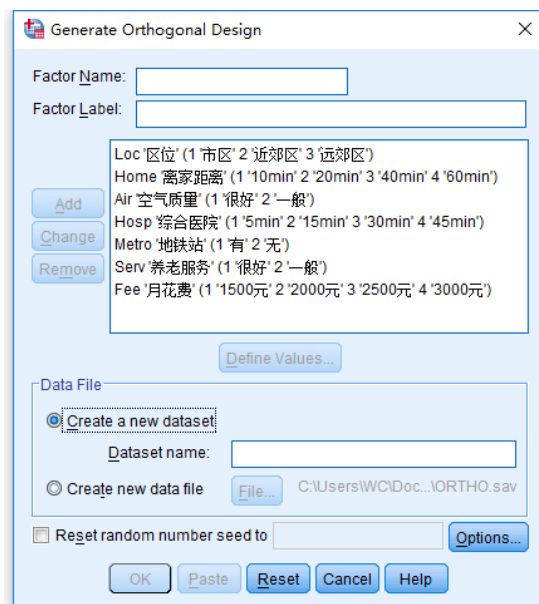 Generate Orthogonal Design
Factor Name:
Factor Label:
Loc '区位' (1 '市区' 2 '近郊区' 3 '远郊区')
Home '离家距离' (1 '10min' 2 '20min' 3 '40min' 4 '60min')
Air '空气质量' (1 '很好' 2 '一般')
Hosp '综合医院' (1 '5min' 2 '15min' 3 '30min' 4 '45min')
Metro '地铁站' (1 '有' 2 '无')
Serv '养老服务' (1 '很好' 2 '一般')
Fee '月花费' (1 '1500元' 2 '2000元' 3 '2500元' 4 '3000元')
Add
Change
Remove
Define Values...
Data File
Create a new dataset
Dataset name:
Create new data file
File...
C:\Users\WC\Doc...\ORTHO.sav
Reset random number seed to
Options...
OK
Paste
Reset
Cancel
Help